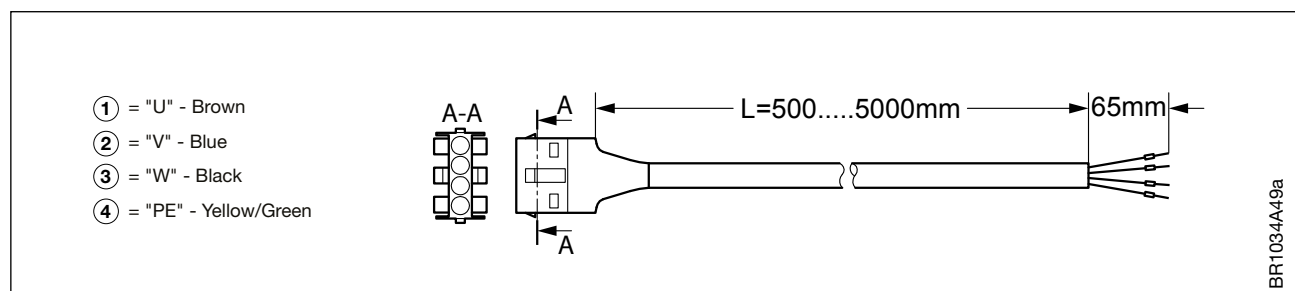 ① = "U" - Brown
② = "V" - Blue
③ = "W" - Black
④ = "PE" - Yellow/Green
A-A
A
L=500.....5000mm
65mm
A
BR1034A49a